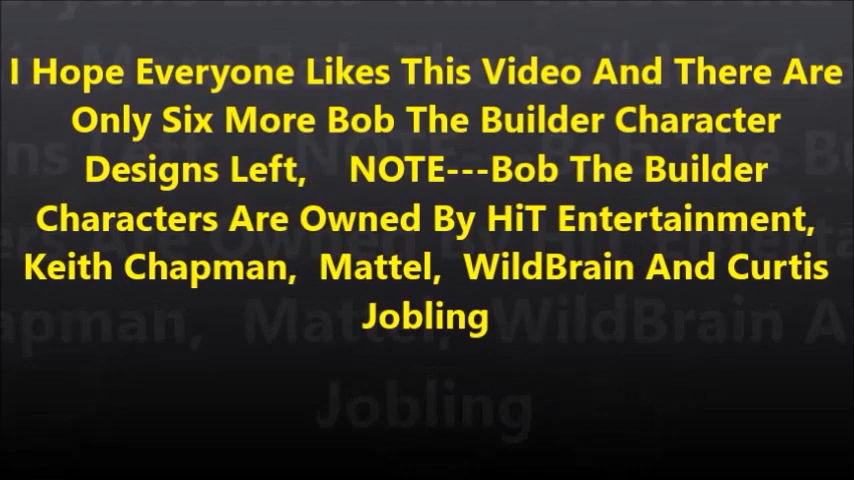 I Hope Everyone Likes This Video And There Are
Only Six More Bob The Builder Character
Designs Left,    NOTE---Bob The Builder
Characters Are Owned By HiT Entertainment,
Keith Chapman,  Mattel,  WildBrain And Curtis
Jobling